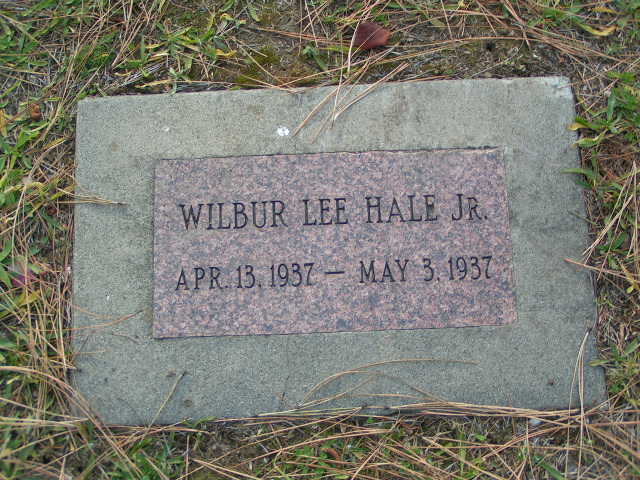 WILBUR LEE HALE JR.
APR. 13, 1937 — MAY 3, 1937